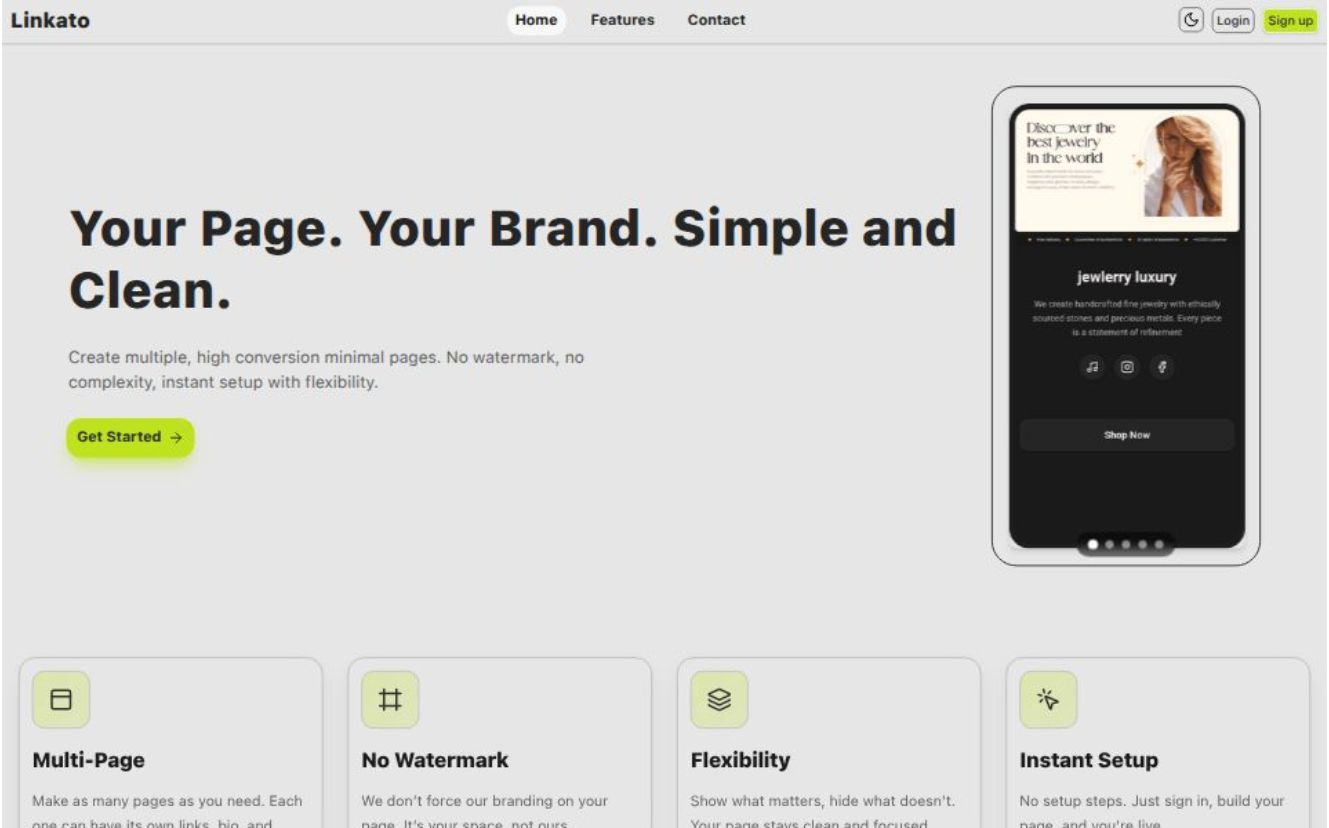 Linkato
Home
Features
Contact
Login
Sign up
Your Page. Your Brand. Simple and
Clean.
Create multiple, high conversion minimal pages. No watermark, no
complexity, instant setup with flexibility.
Get Started →
Discover the
best jewelry
in the world
jewlerry luxury
We create handcrafted fine jewelry with ethically
sourced stones and precious metals. Every piece
is a statement of refinement
Shop Now
Multi-Page
Make as many pages as you need. Each
one can have its own links, bio, and
No Watermark
We don't force our branding on your
page. It's your space, not ours.
Flexibility
Show what matters, hide what doesn't.
Your page stays clean and focused
Instant Setup
No setup steps. Just sign in, build your
page, and you're live